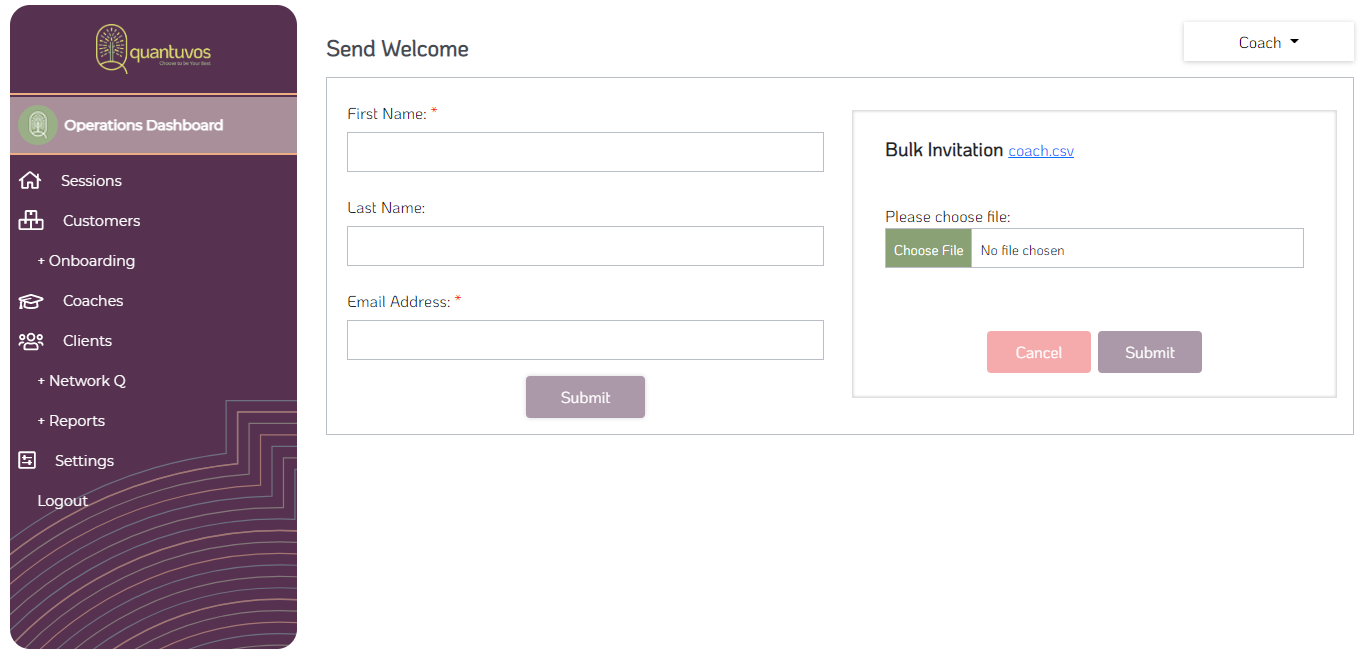 quantuvos
Choose to be Your Best
Operations Dashboard
Sessions
Customers
+ Onboarding
Coaches
Clients
+ Network Q
+ Reports
Settings
Logout
Send Welcome
Coach
First Name: *
Last Name:
Email Address: *
Submit
Bulk Invitation coach.csv
Please choose file:
Choose File No file chosen
Cancel Submit